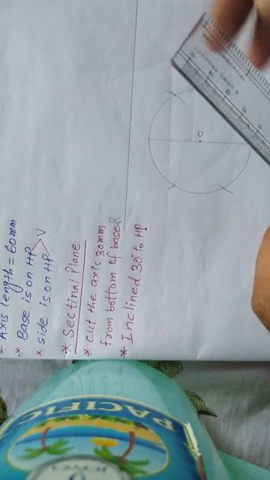 * Axis length = 60mm
* Base is on HP
* side is on HP > V
* Sectinal Plane
* cut the axis 30mm
from bottom of base
* Inclined 30° to HP
O
PACIFIC